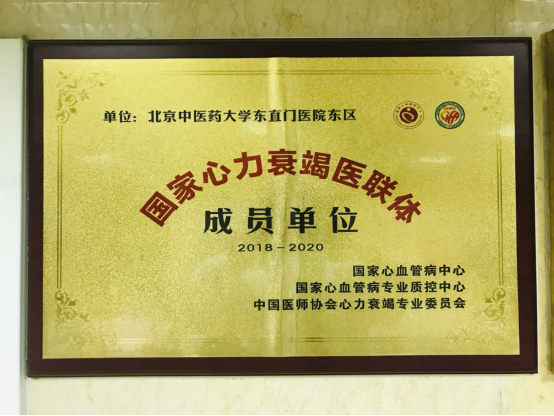 单位：北京中医药大学东直门医院东区
国家心力衰竭医联体
成员单位
2018－2020
国家心血管病中心
国家心血管病专业质控中心
中国医师协会心力衰竭专业委员会